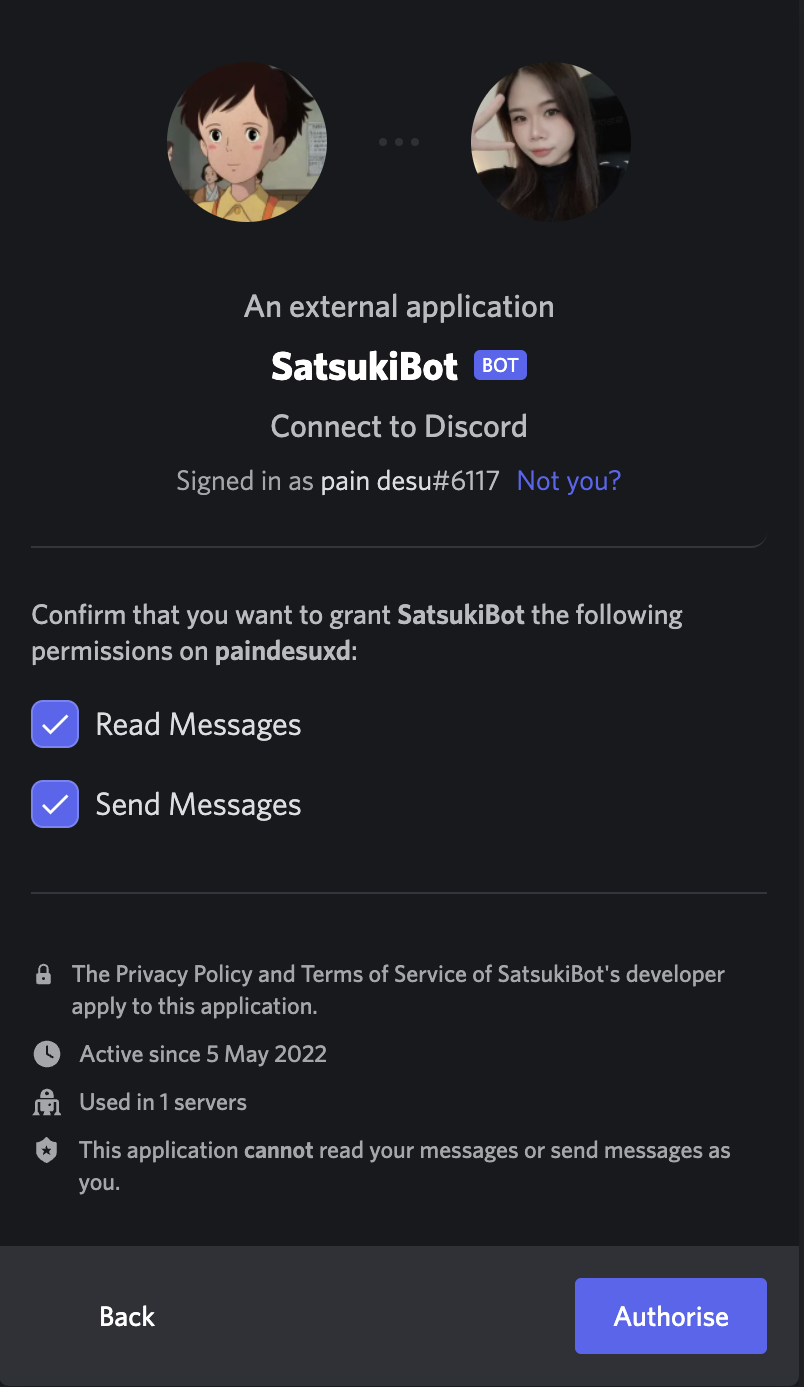 An external application
SatsukiBot BOT
Connect to Discord
Signed in as pain desu#6117 Not you?
Confirm that you want to grant SatsukiBot the following
permissions on paindesuxd:
Read Messages
Send Messages
The Privacy Policy and Terms of Service of SatsukiBot's developer
apply to this application.
Active since 5 May 2022
Used in 1 servers
This application cannot read your messages or send messages as
you.
Back Authorise